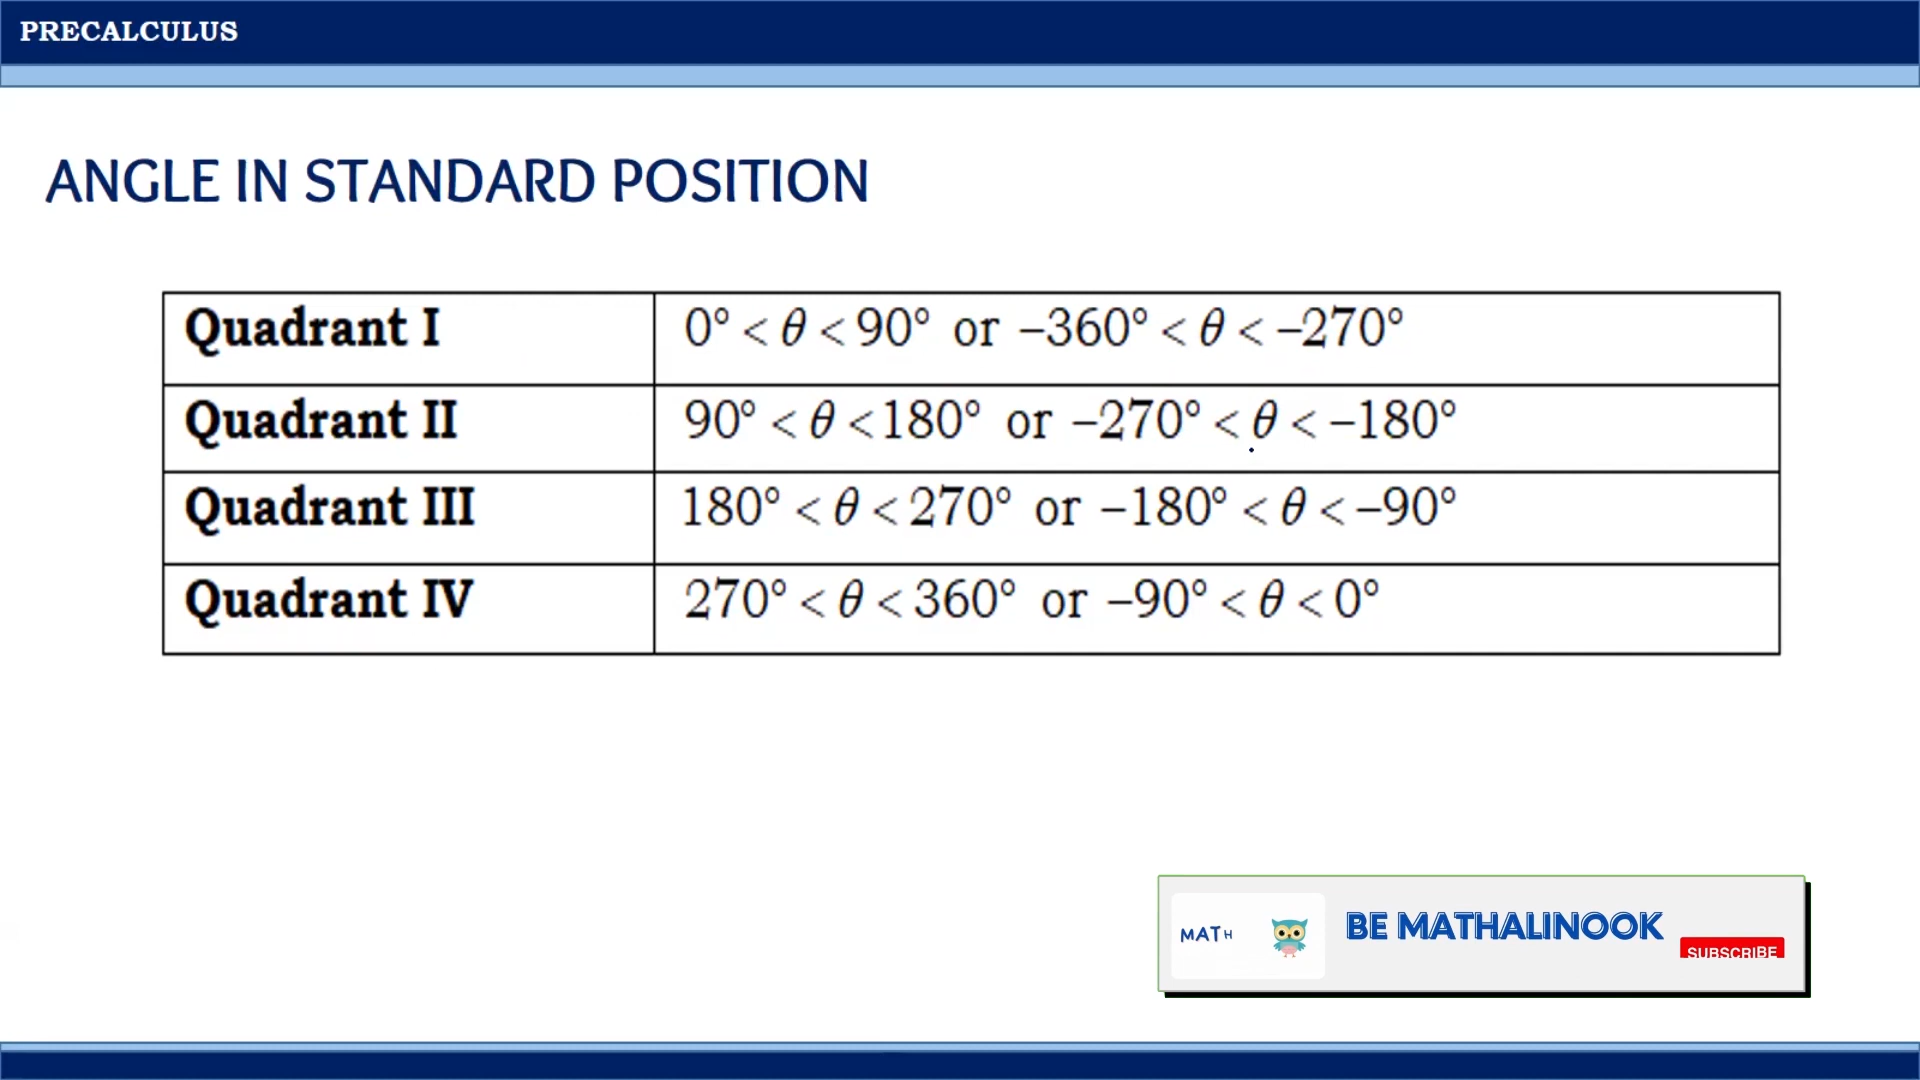 PRECALCULUS
ANGLE IN STANDARD POSITION
Quadrant I 0° < θ < 90° or –360° < θ < –270°
Quadrant II 90° < θ < 180° or –270° < θ < –180°
Quadrant III 180° < θ < 270° or –180° < θ < –90°
Quadrant IV 270° < θ < 360° or –90° < θ < 0°
MATH
BE MATHALINOOK
SUBSCRIBE